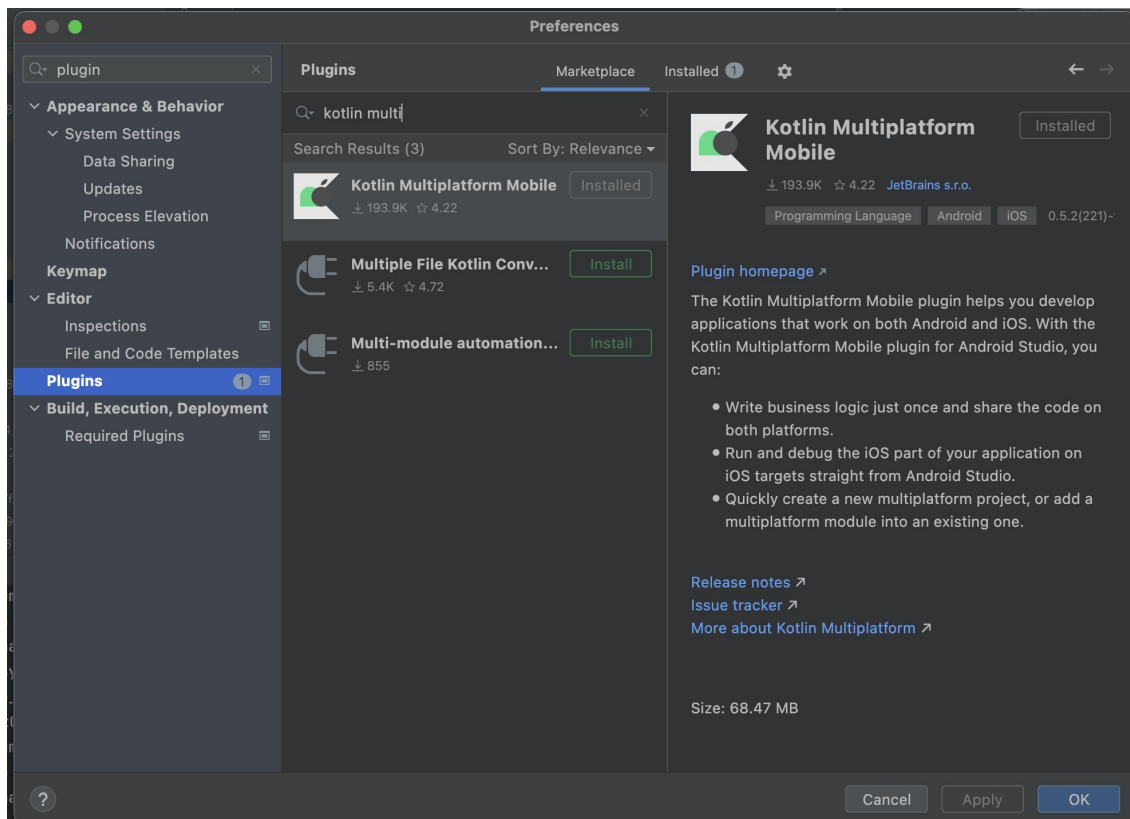 Preferences
plugin
Appearance & Behavior
System Settings
Data Sharing
Updates
Process Elevation
Notifications
Keymap
Editor
Inspections
File and Code Templates
Plugins 1
Build, Execution, Deployment
Required Plugins
Plugins Marketplace Installed 1
kotlin multi
Search Results (3) Sort By: Relevance
Kotlin Multiplatform Mobile Installed
193.9K 4.22
Multiple File Kotlin Conv... Install
5.4K 4.72
Multi-module automation... Install
855
Kotlin Multiplatform Installed
Mobile
193.9K 4.22 JetBrains s.r.o.
Programming Language Android iOS 0.5.2(221)-
Plugin homepage
The Kotlin Multiplatform Mobile plugin helps you develop
applications that work on both Android and iOS. With the
Kotlin Multiplatform Mobile plugin for Android Studio, you
can:
• Write business logic just once and share the code on
both platforms.
• Run and debug the iOS part of your application on
iOS targets straight from Android Studio.
• Quickly create a new multiplatform project, or add a
multiplatform module into an existing one.
Release notes
Issue tracker
More about Kotlin Multiplatform
Size: 68.47 MB
? Cancel Apply OK